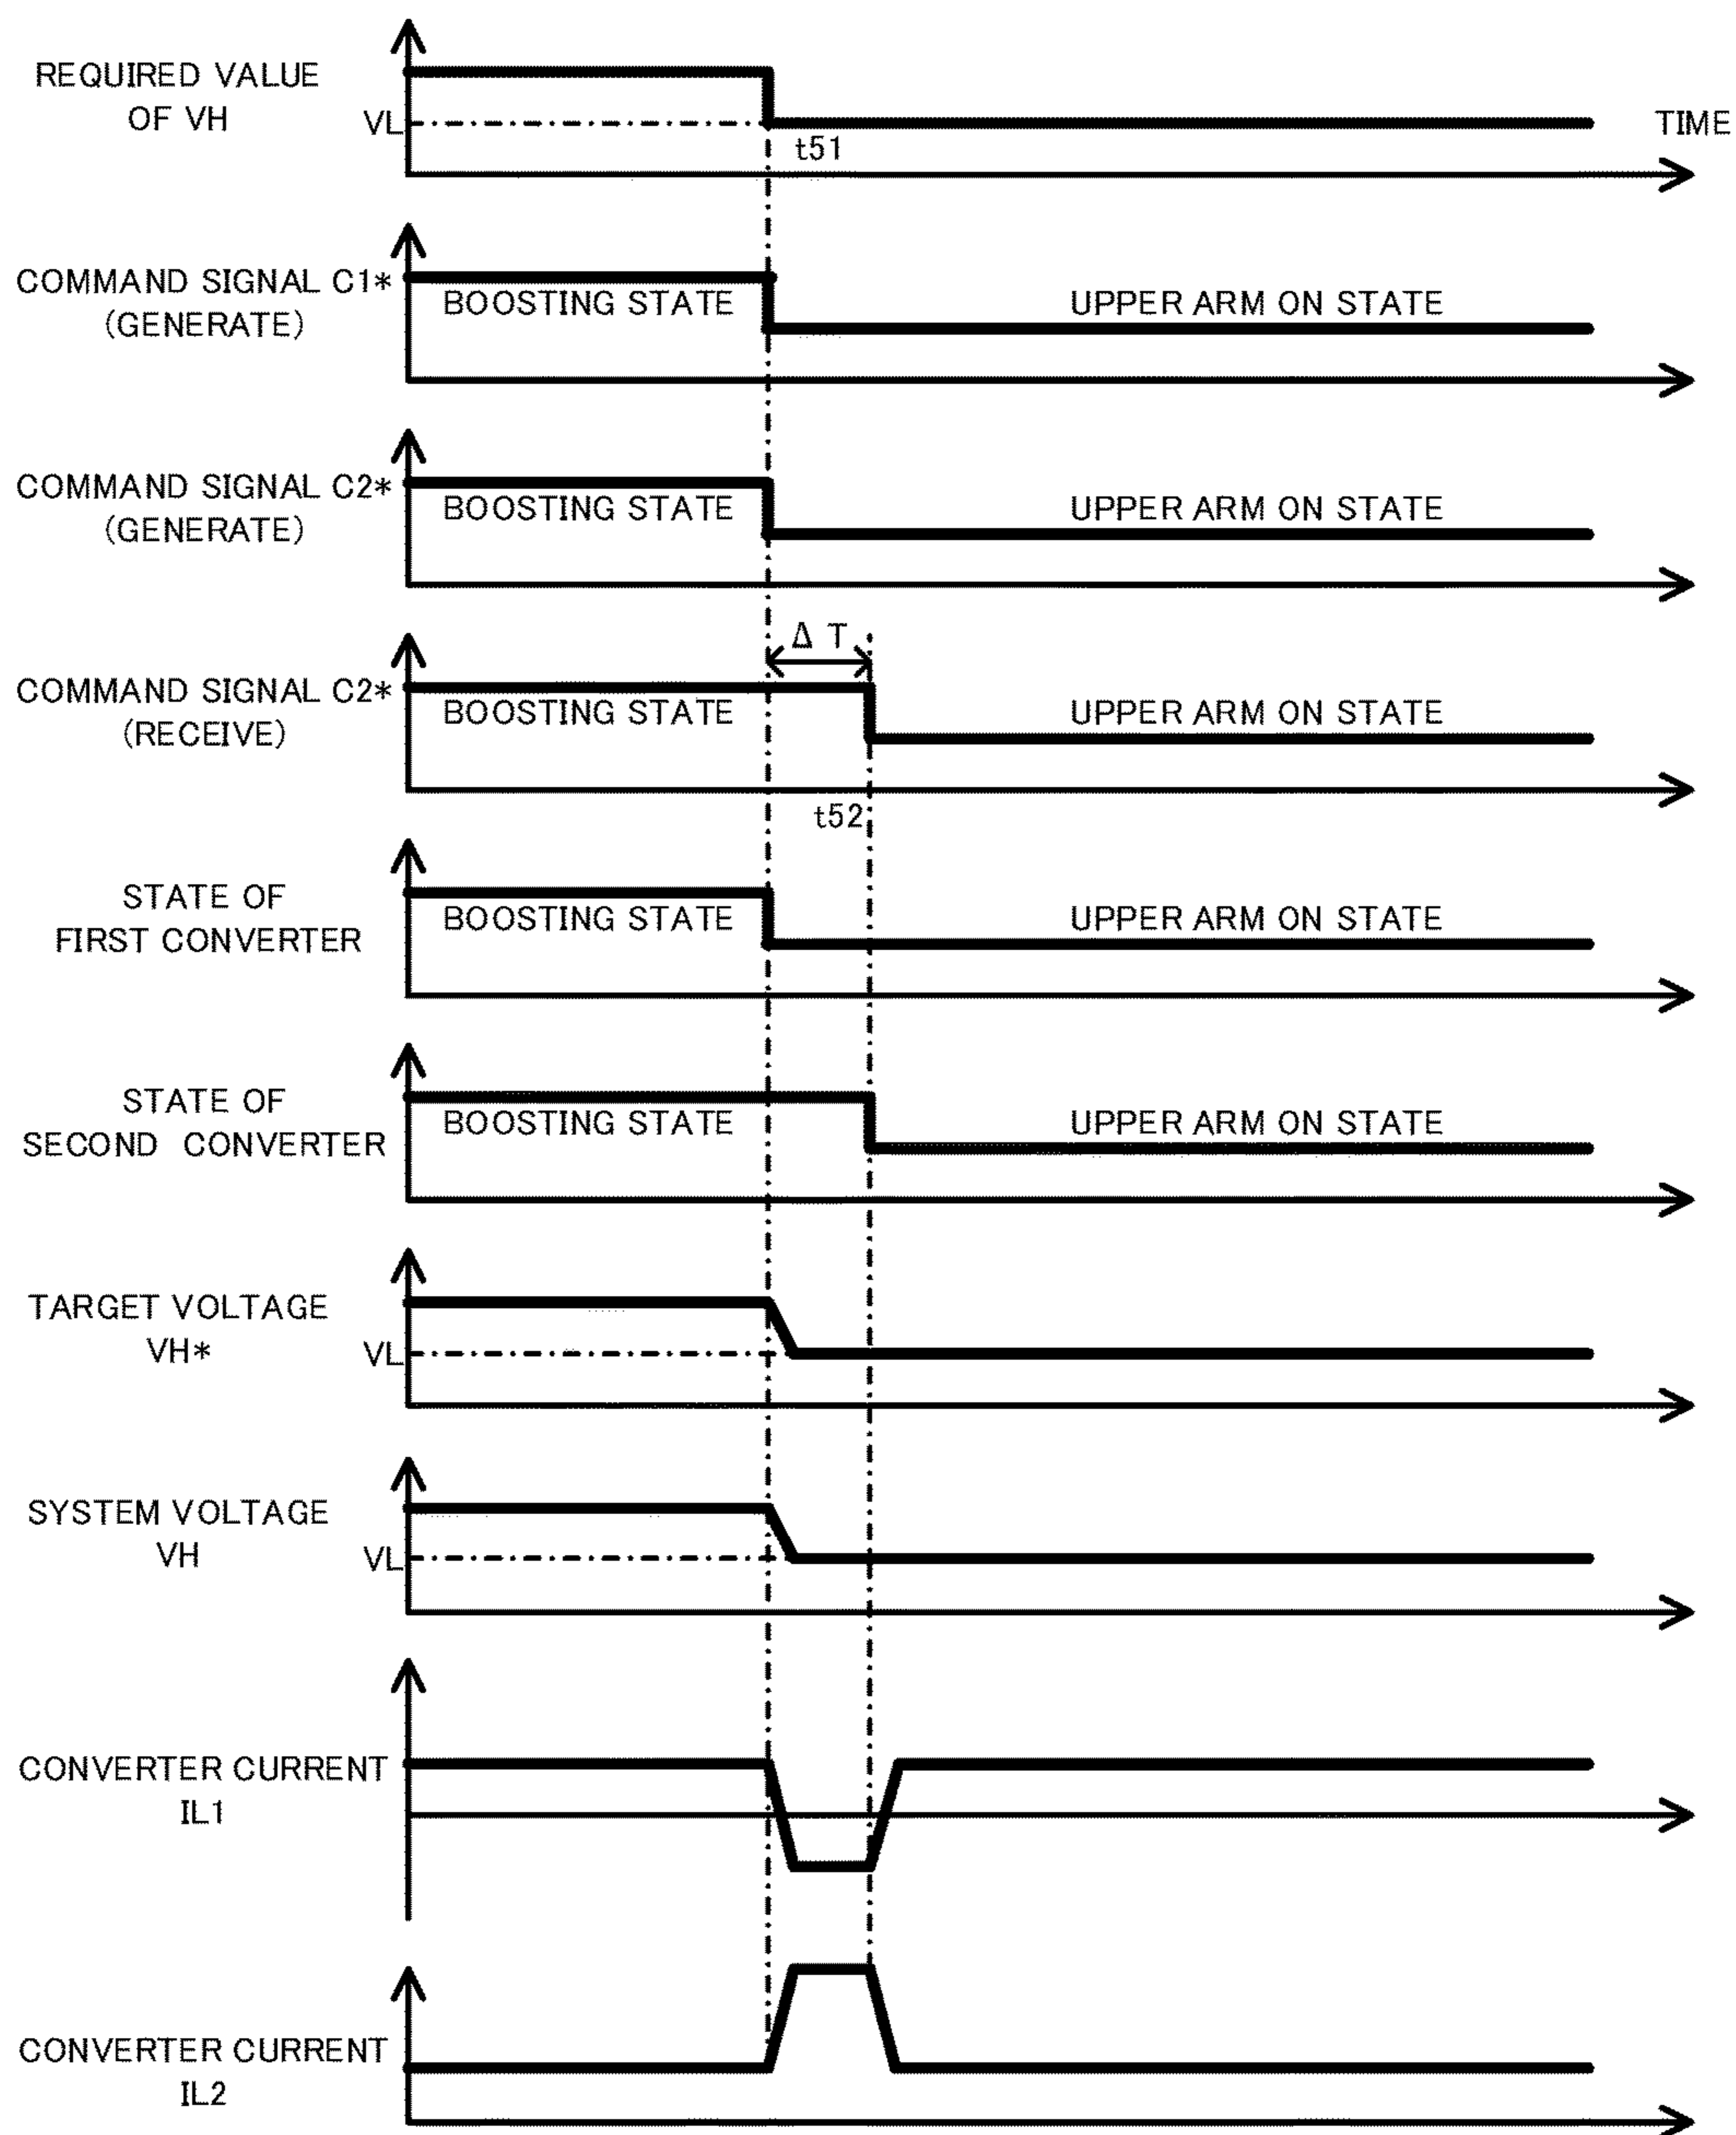 REQUIRED VALUE
OF VH
VL
TIME
t51
COMMAND SIGNAL C1*
(GENERATE)
BOOSTING STATE
UPPER ARM ON STATE
COMMAND SIGNAL C2*
(GENERATE)
BOOSTING STATE
UPPER ARM ON STATE
Δ T
COMMAND SIGNAL C2*
(RECEIVE)
BOOSTING STATE
UPPER ARM ON STATE
t52
STATE OF
FIRST CONVERTER
BOOSTING STATE
UPPER ARM ON STATE
STATE OF
SECOND CONVERTER
BOOSTING STATE
UPPER ARM ON STATE
TARGET VOLTAGE
VH*
VL
SYSTEM VOLTAGE
VH
VL
CONVERTER CURRENT
IL1
CONVERTER CURRENT
IL2